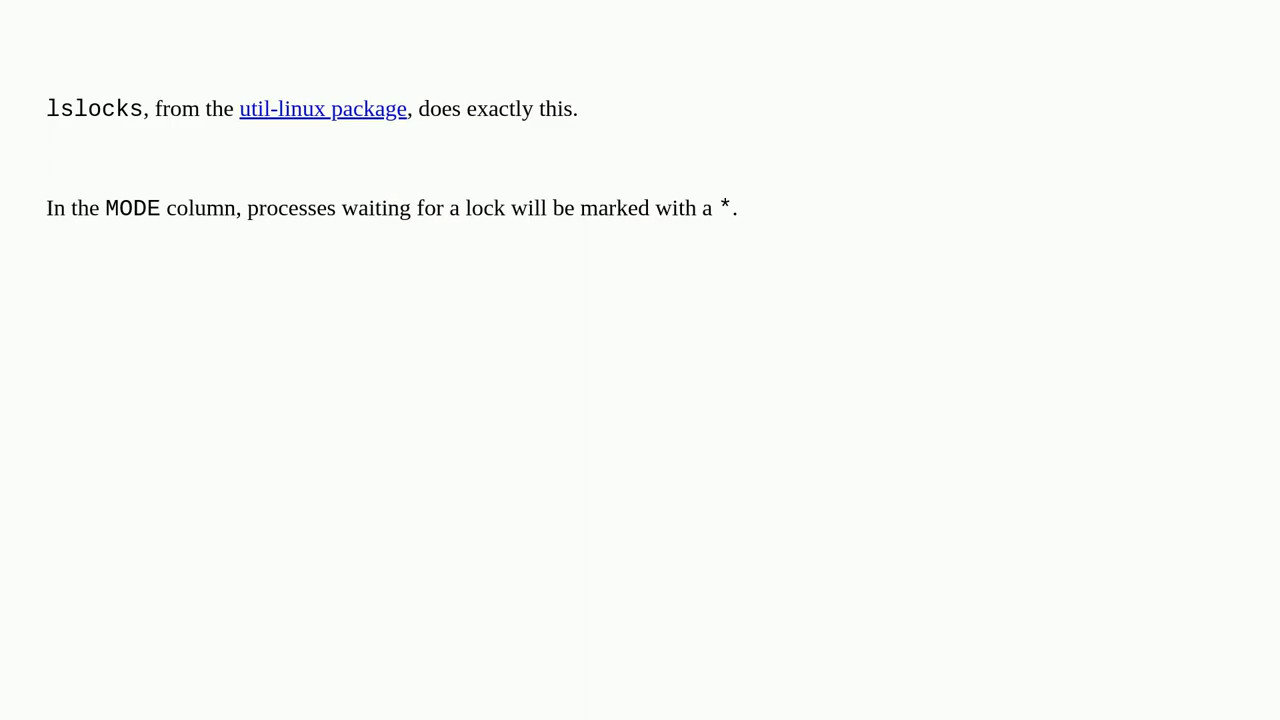 lslocks, from the util-linux package, does exactly this.
In the MODE column, processes waiting for a lock will be marked with a *.